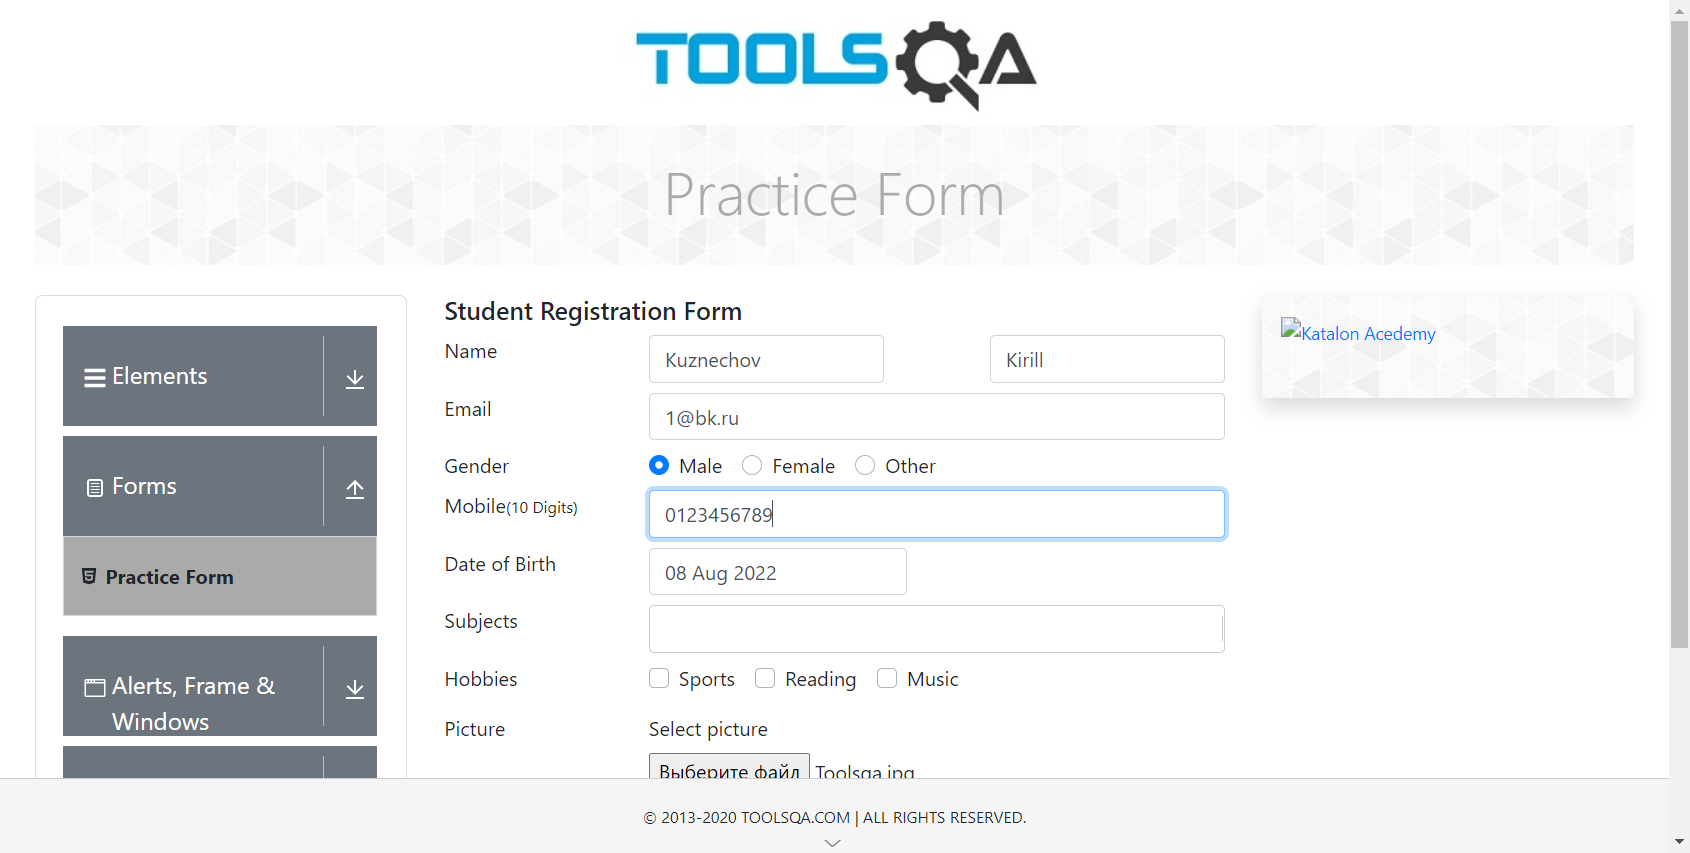 TOOLSQA
Practice Form
Elements
Forms
Practice Form
Alerts, Frame &
Windows
Student Registration Form
Name
Kuznechov
Kirill
Email
1@bk.ru
Gender
Male
Female
Other
Mobile(10 Digits)
0123456789
Date of Birth
08 Aug 2022
Subjects
Hobbies
Sports
Reading
Music
Picture
Select picture
Выберите файл
Toolsqa.jpg
Katalon Acedemy
© 2013-2020 TOOLSQA.COM | ALL RIGHTS RESERVED.